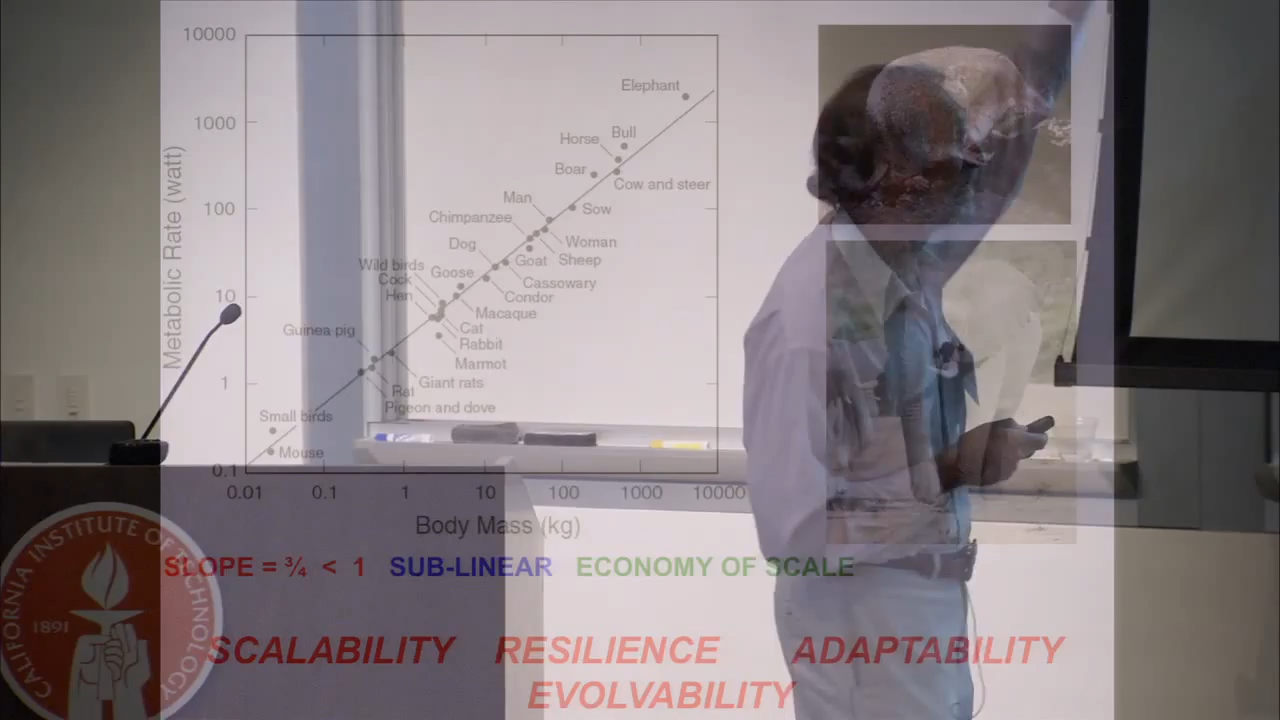 10000
1000
100
10
1
0.1
Metabolic Rate (watt)
Elephant
Bull
Horse
Boar
Cow and steer
Man
Sow
Chimpanzee
Woman
Dog
Sheep
Goat
Wild birds
Goose
Cassowary
Cock
Condor
Hen
Macaque
Guinea pig
Cat
Rabbit
Marmot
Giant rats
Rat
Pigeon and dove
Small birds
Mouse
0.01 0.1 1 10 100 1000 10000
Body Mass (kg)
SLOPE = ¾ < 1 SUB-LINEAR ECONOMY OF SCALE
SCALABILITY RESILIENCE ADAPTABILITY
EVOLVABILITY
CALIFORNIA INSTITUTE OF TECHNOLOGY
1891